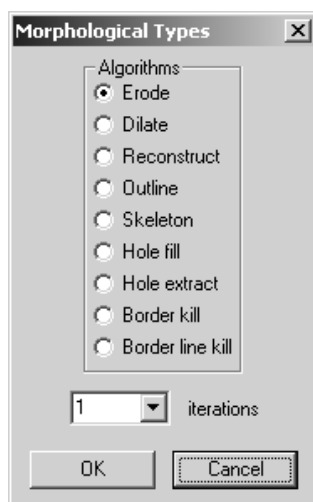 Morphological Types
Algorithms
Erode
Dilate
Reconstruct
Outline
Skeleton
Hole fill
Hole extract
Border kill
Border line kill
1 iterations
OK Cancel